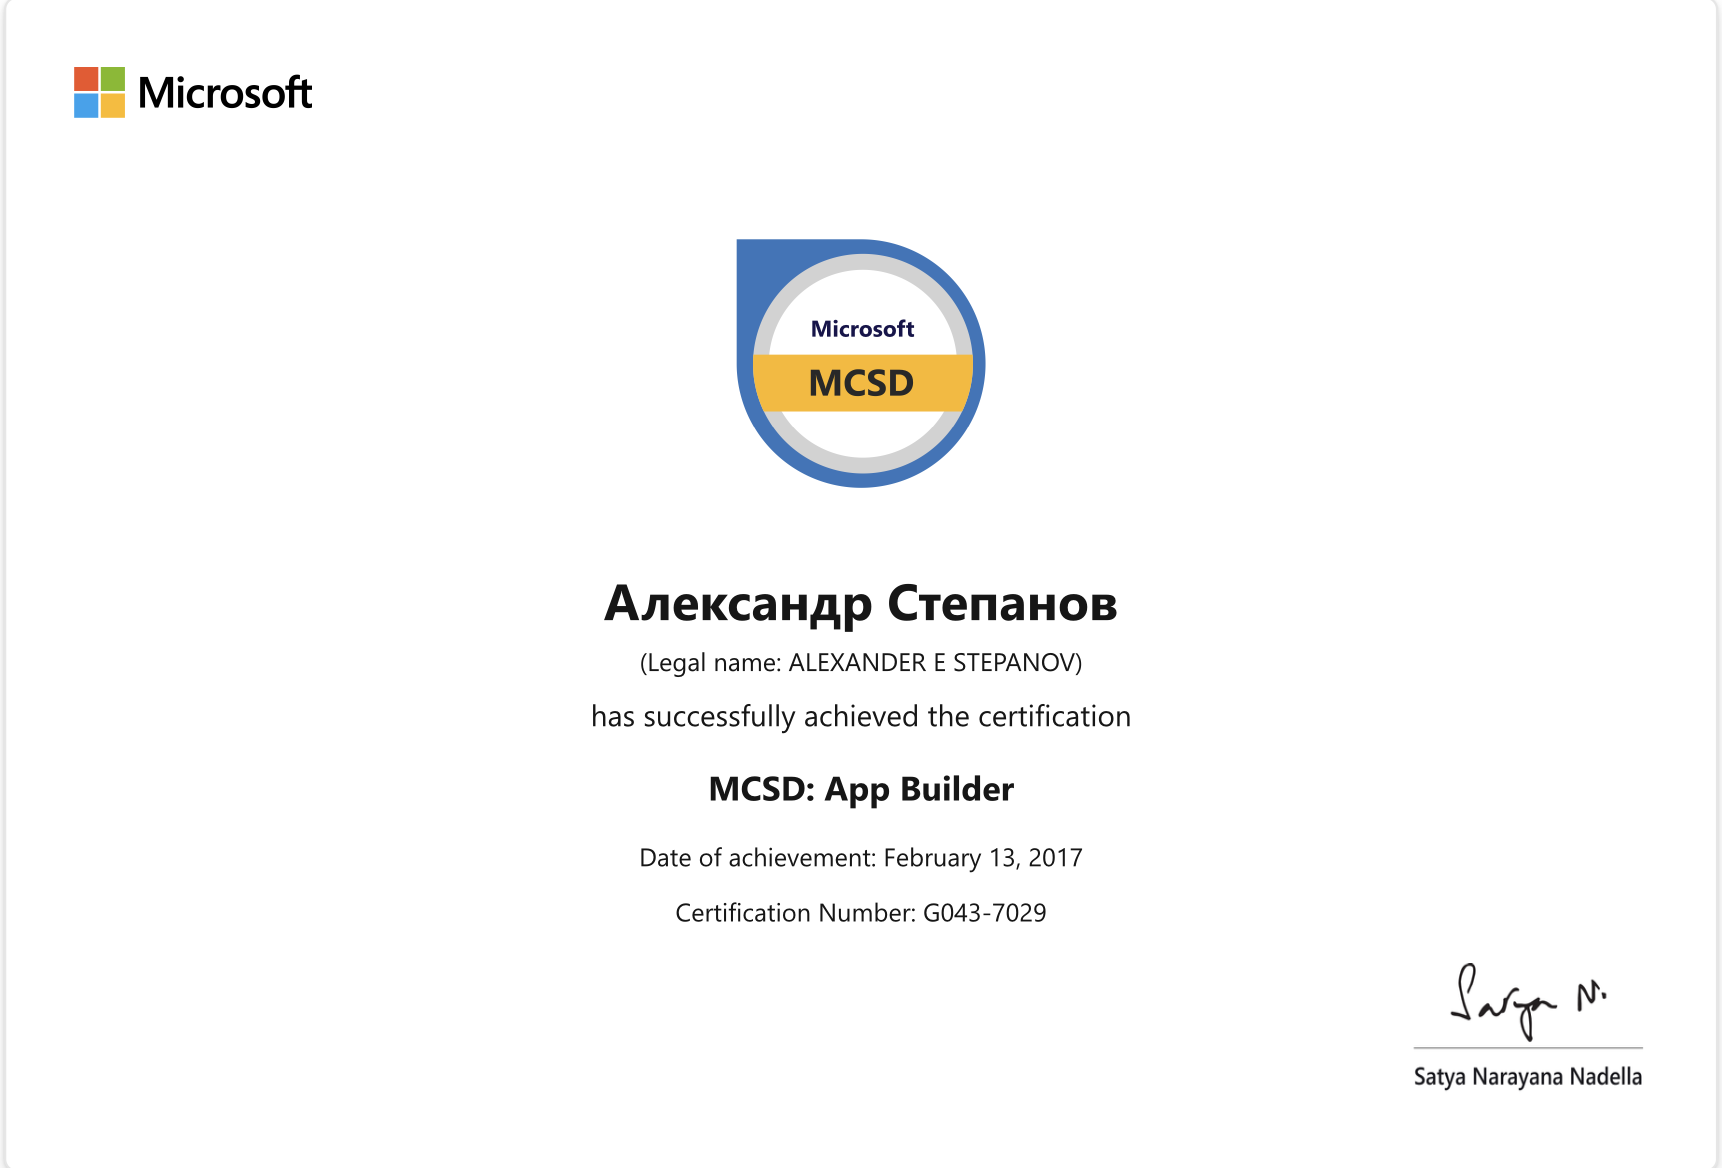 Microsoft
Microsoft
MCSD
Александр Степанов
(Legal name: ALEXANDER E STEPANOV)
has successfully achieved the certification
MCSD: App Builder
Date of achievement: February 13, 2017
Certification Number: G043-7029
Satya N.
Satya Narayana Nadella